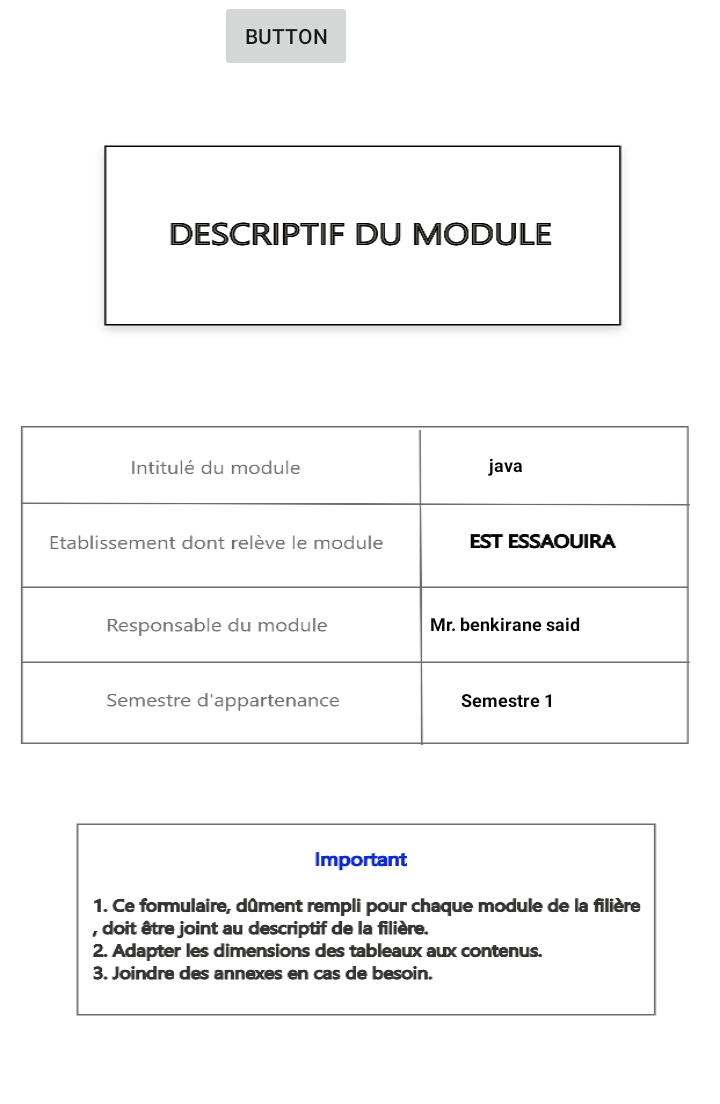 BUTTON
DESCRIPTIF DU MODULE
Intitulé du module java
Etablissement dont relève le module EST ESSAOUIRA
Responsable du module Mr. benkirane said
Semestre d'appartenance Semestre 1
Important
1. Ce formulaire, dûment rempli pour chaque module de la filière
, doit être joint au descriptif de la filière.
2. Adapter les dimensions des tableaux aux contenus.
3. Joindre des annexes en cas de besoin.